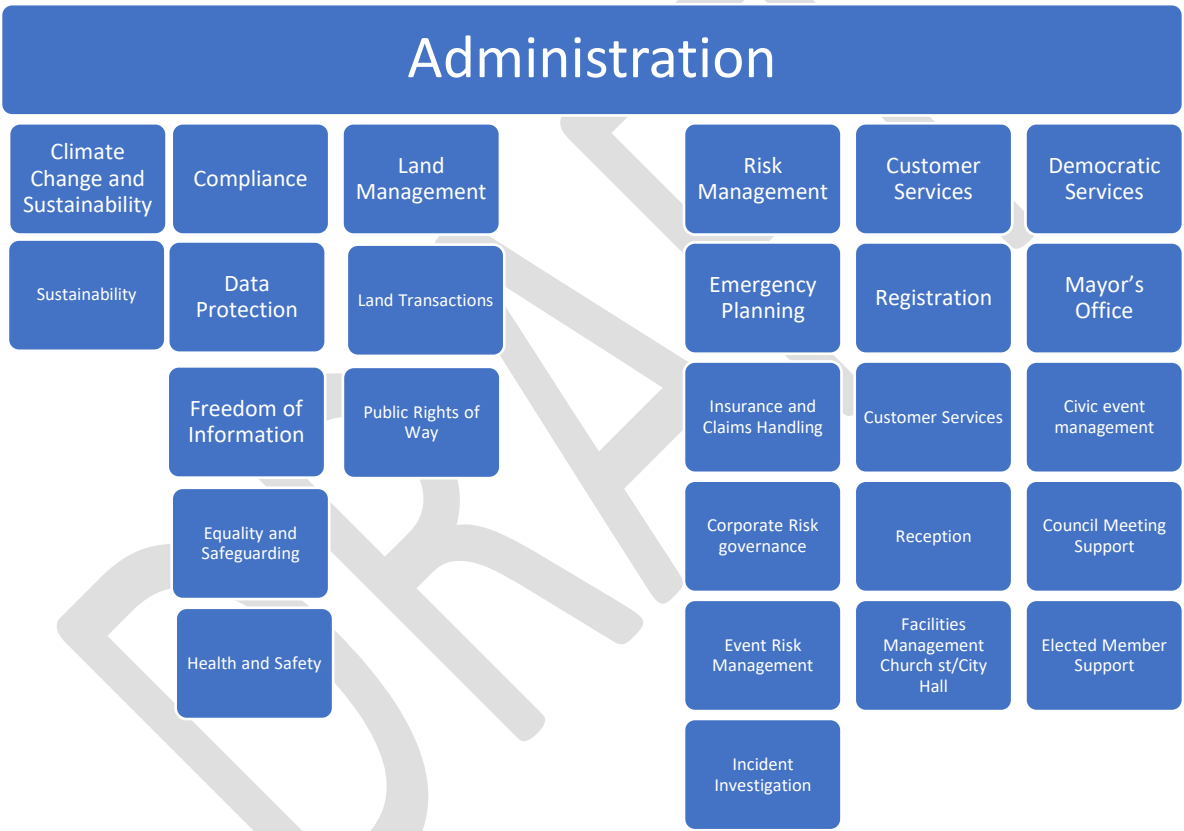 Administration
Climate
Change and
Sustainability
Sustainability
Compliance
Data
Protection
Freedom of
Information
Equality and
Safeguarding
Health and Safety
Land
Management
Land Transactions
Public Rights of
Way
Risk
Management
Emergency
Planning
Insurance and
Claims Handling
Corporate Risk
governance
Event Risk
Management
Incident
Investigation
Customer
Services
Registration
Customer Services
Reception
Facilities
Management
Church st/City
Hall
Democratic
Services
Mayor’s
Office
Civic event
management
Council Meeting
Support
Elected Member
Support
DRAFT